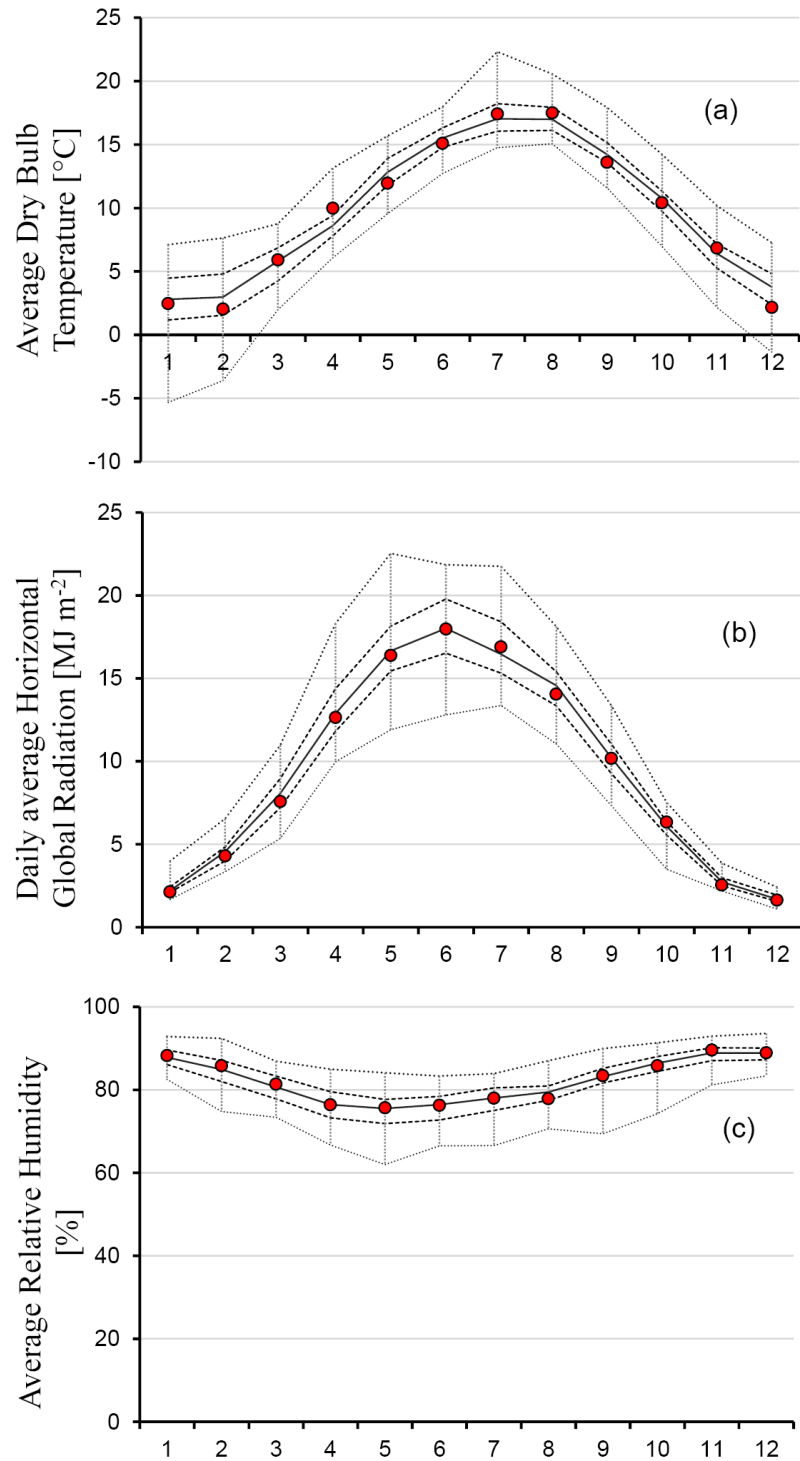 Average Dry Bulb
Temperature [°C]
25
20
15
10
5
0
-5
-10
(a)
1 2 3 4 5 6 7 8 9 10 11 12
Daily average Horizontal
Global Radiation [MJ m-2]
25
20
15
10
5
0
(b)
1 2 3 4 5 6 7 8 9 10 11 12
Average Relative Humidity
[%]
100
80
60
40
20
0
(c)
1 2 3 4 5 6 7 8 9 10 11 12